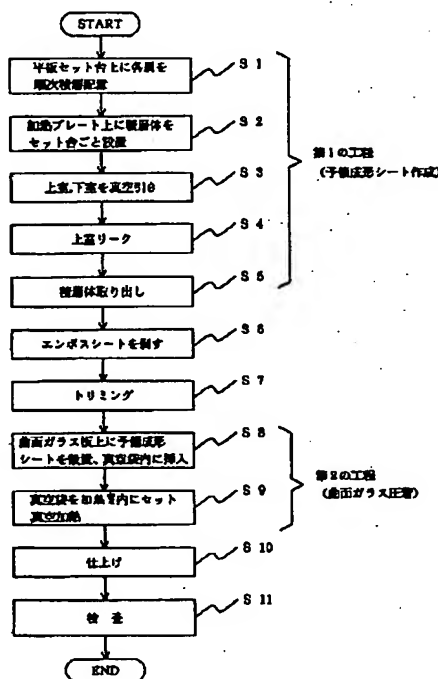 START
平板セット台上に各層を
順次積層配置
S 1
加熱プレート上に積層体を
セット台ごと設置
S 2
上室、下室を真空引き
S 3
上室リーク
S 4
積層体取り出し
S 5
第1の工程
(予備成形シート作成)
エンボスシートを剥す
S 6
トリミング
S 7
曲面ガラス板上に予備成形
シートを設置、真空袋内に挿入
S 8
真空袋を加熱室内にセット
真空加熱
S 9
第2の工程
(曲面ガラス圧着)
仕上げ
S 10
検 査
S 11
END